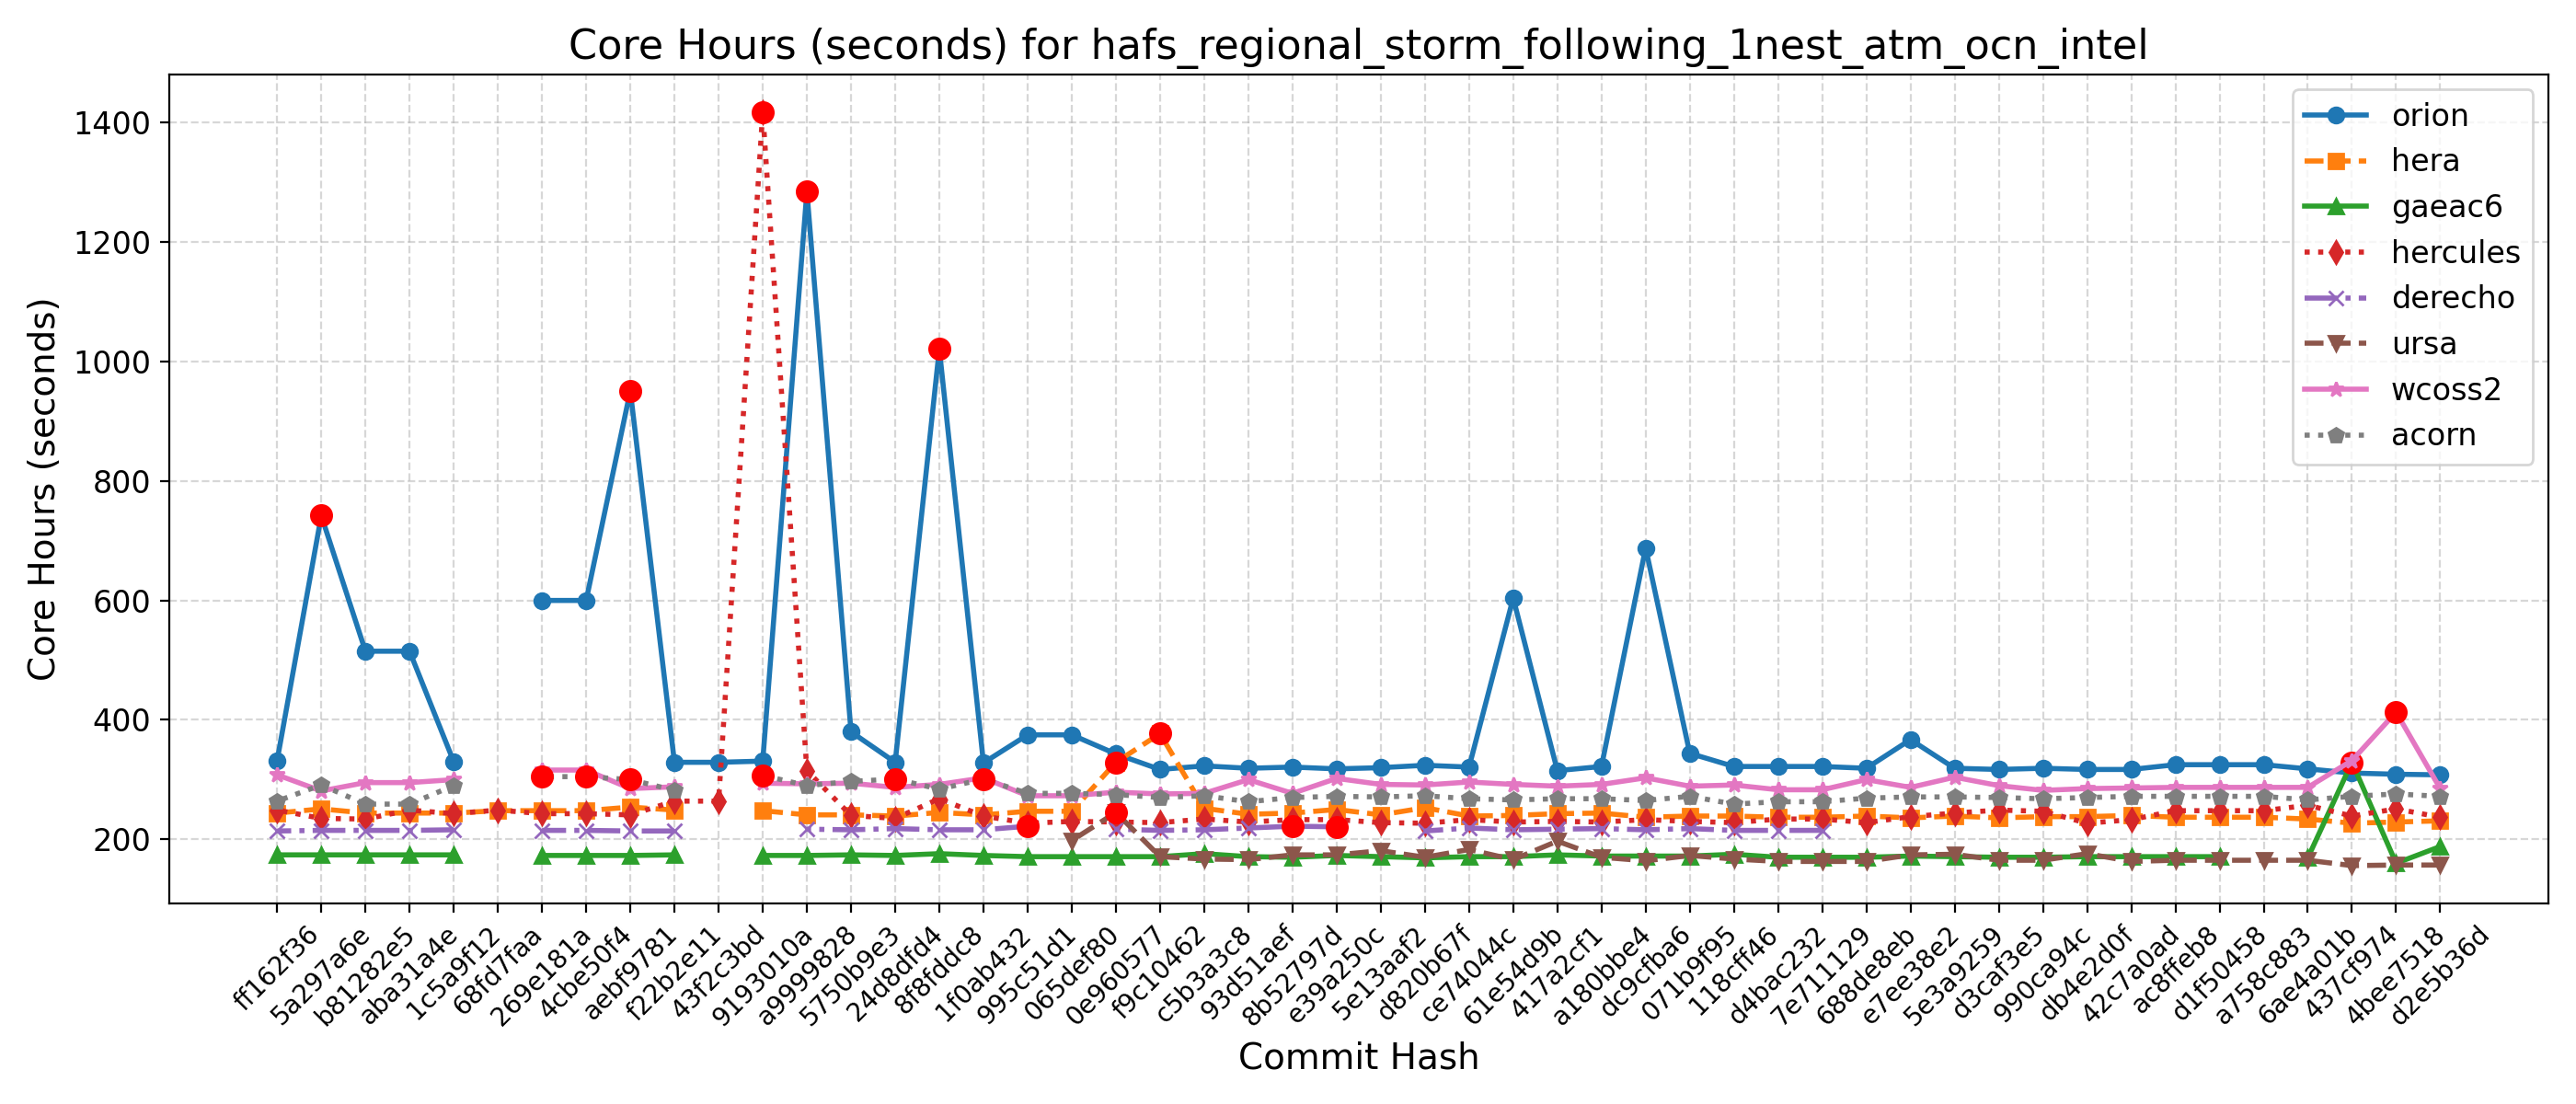 Core Hours (seconds) for hafs_regional_storm_following_1nest_atm_ocn_intel
Core Hours (seconds)
1400
1200
1000
800
600
400
200
orion
hera
gaeac6
hercules
derecho
ursa
wcoss2
acorn
ff162f36
5a297a6e
b81282e5
aba31a4e
1c5a9f12
68fd7faa
269e181a
4cbe50f4
aebf9781
f22b2e11
43f2c3bd
9193010a
a9999828
5750b9e3
24d8dfd4
8f8fddc8
1f0ab432
995c51d1
065def80
0e960577
f9c10462
c5b3a3c8
93d51aef
8b52797d
e39a250c
5e13aaf2
d820b67f
ce74044c
61e54d9b
417a2cf1
a180bbe4
dc9cfba6
071b9f95
118cff46
d4bac232
7e711129
688de8eb
e7ee38e2
5e3a9259
d3caf3e5
990ca94c
db4e2d0f
42c7a0ad
ac8ffeb8
d1f50458
a758c883
6ae4a01b
437cf974
4bee7518
d2e5b36d
Commit Hash